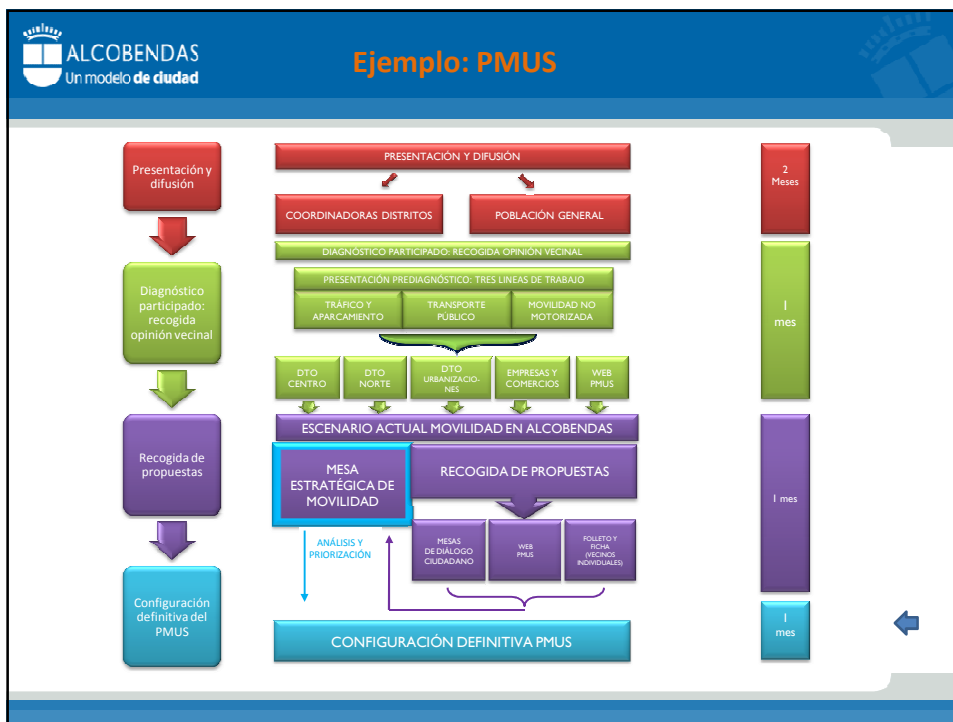 ALCOBENDAS
Un modelo de ciudad
Ejemplo: PMUS
Presentación y
difusión
PRESENTACIÓN Y DIFUSIÓN
COORDINADORAS DISTRITOS
POBLACIÓN GENERAL
2
Meses
Diagnóstico
participado:
recogida
opinión vecinal
DIAGNÓSTICO PARTICIPADO: RECOGIDA OPINIÓN VECINAL
PRESENTACIÓN PREDIAGNÓSTICO: TRES LINEAS DE TRABAJO
TRÁFICO Y
APARCAMIENTO
TRANSPORTE
PÚBLICO
MOVILIDAD NO
MOTORIZADA
DTO
CENTRO
DTO
NORTE
DTO
URBANIZACIO-
NES
EMPRESAS Y
COMERCIOS
WEB
PMUS
1
mes
Recogida de
propuestas
ESCENARIO ACTUAL MOVILIDAD EN ALCOBENDAS
MESA
ESTRATÉGICA DE
MOVILIDAD
RECOGIDA DE PROPUESTAS
ANÁLISIS Y
PRIORIZACIÓN
MESAS
DE DIÁLOGO
CIUDADANO
WEB
PMUS
FOLLETO Y
FICHA
(VECINOS
INDIVIDUALES)
1 mes
Configuración
definitiva del
PMUS
CONFIGURACIÓN DEFINITIVA PMUS
1
mes